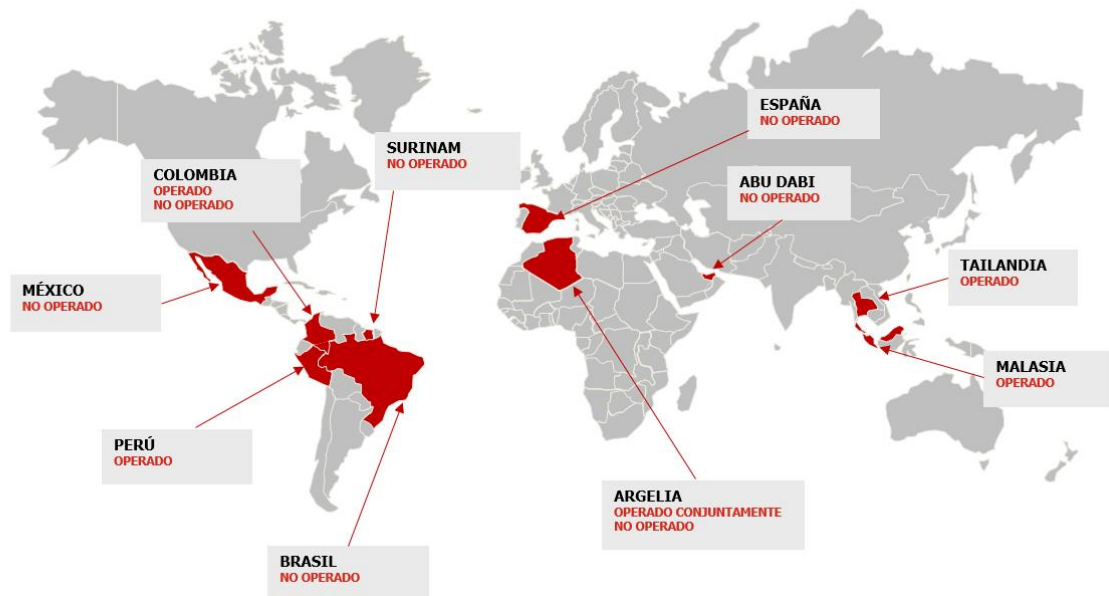 ESPAÑA
NO OPERADO
SURINAM
NO OPERADO
COLOMBIA
OPERADO
NO OPERADO
ABU DABI
NO OPERADO
TAILANDIA
OPERADO
MÉXICO
NO OPERADO
MALASIA
OPERADO
PERÚ
OPERADO
ARGELIA
OPERADO CONJUNTAMENTE
NO OPERADO
BRASIL
NO OPERADO